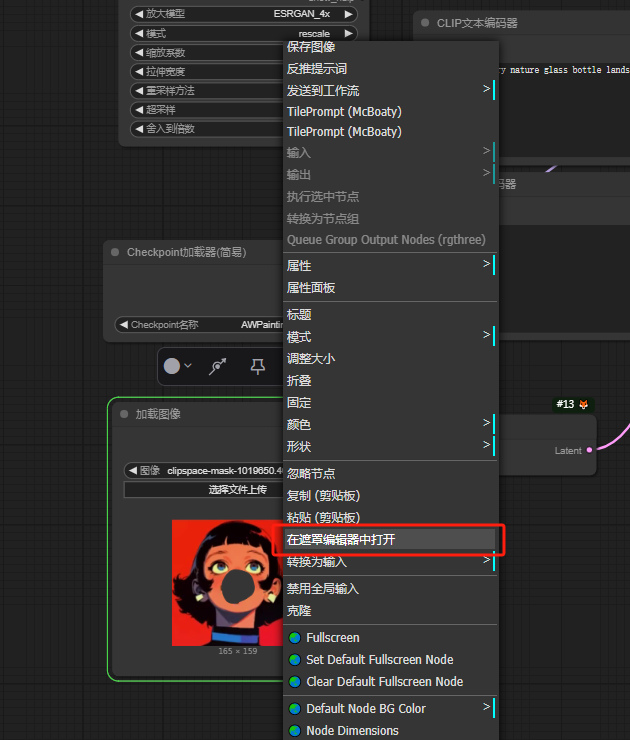 show_help
放大模型 ESRGAN_4x
模式 rescale
缩放系数
拉伸宽度
重采样方法
超采样
舍入到倍数
CLIP文本编码器
y nature glass bottle lands
码器
Checkpoint加载器(简易)
Checkpoint名称 AWPaintin
加载图像
图像 clipspace-mask-1019650.40
选择文件上传
165 × 159
#13
Latent
保存图像
反推提示词
发送到工作流 >
TilePrompt (McBoaty)
TilePrompt (McBoaty)
输入 >
输出 >
执行选中节点
转换为节点组
Queue Group Output Nodes (rgthree)
属性 >
属性面板
标题
模式 >
调整大小
折叠
固定
颜色 >
形状 >
忽略节点
复制 (剪贴板)
粘贴 (剪贴板)
在遮罩编辑器中打开
转换为输入 >
禁用全局输入
克隆
Fullscreen
Set Default Fullscreen Node
Clear Default Fullscreen Node
Default Node BG Color >
Node Dimensions